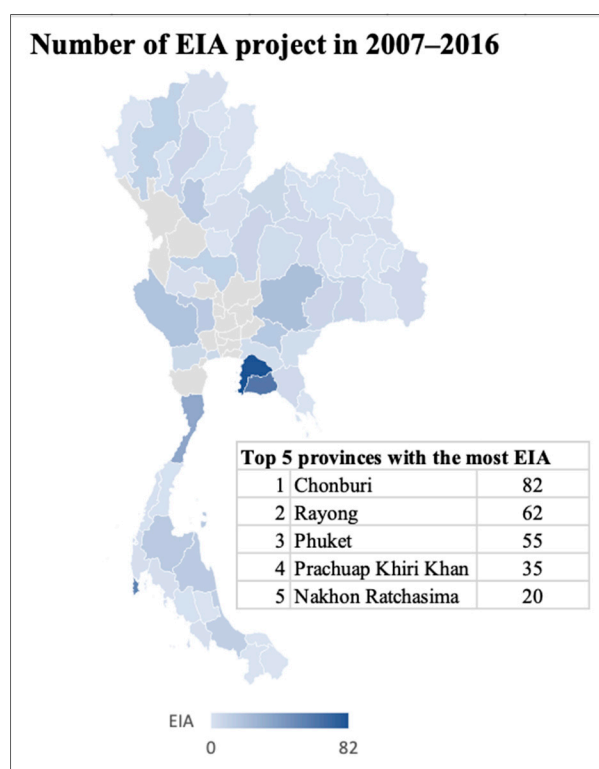 Number of EIA project in 2007–2016
Top 5 provinces with the most EIA
1 Chonburi 82
2 Rayong 62
3 Phuket 55
4 Prachuap Khiri Khan 35
5 Nakhon Ratchasima 20
EIA
0 82